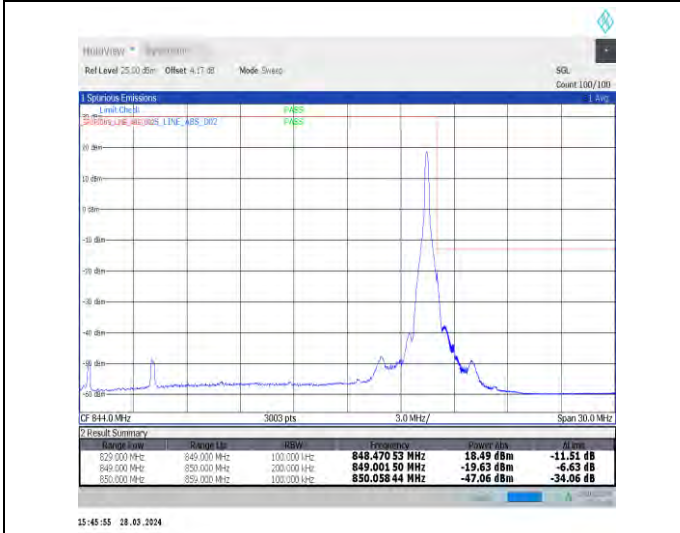 MultiView Spectrum
Ref Level 25.00 dBm Offset 4.17 dB Mode Sweep SGL
Count 100/100
1 Spurious Emissions 1 Avg
Limit Check PASS
_LINE_ABS_002 PASS
20 dBm
10 dBm
0 dBm
-10 dBm
-20 dBm
-30 dBm
-40 dBm
-50 dBm
-60 dBm
CF 844.0 MHz 3003 pts 3.0 MHz/ Span 30.0 MHz
2 Result Summary
Range Low Range Up RBW Frequency Power Abs ΔLimit
829.000 MHz 849.000 MHz 100.000 kHz 848.470 53 MHz 18.49 dBm -11.51 dB
849.000 MHz 850.000 MHz 200.000 kHz 849.001 50 MHz -19.63 dBm -6.63 dB
850.000 MHz 859.000 MHz 100.000 kHz 850.058 44 MHz -47.06 dBm -34.06 dB
15:45:55 28.03.2024